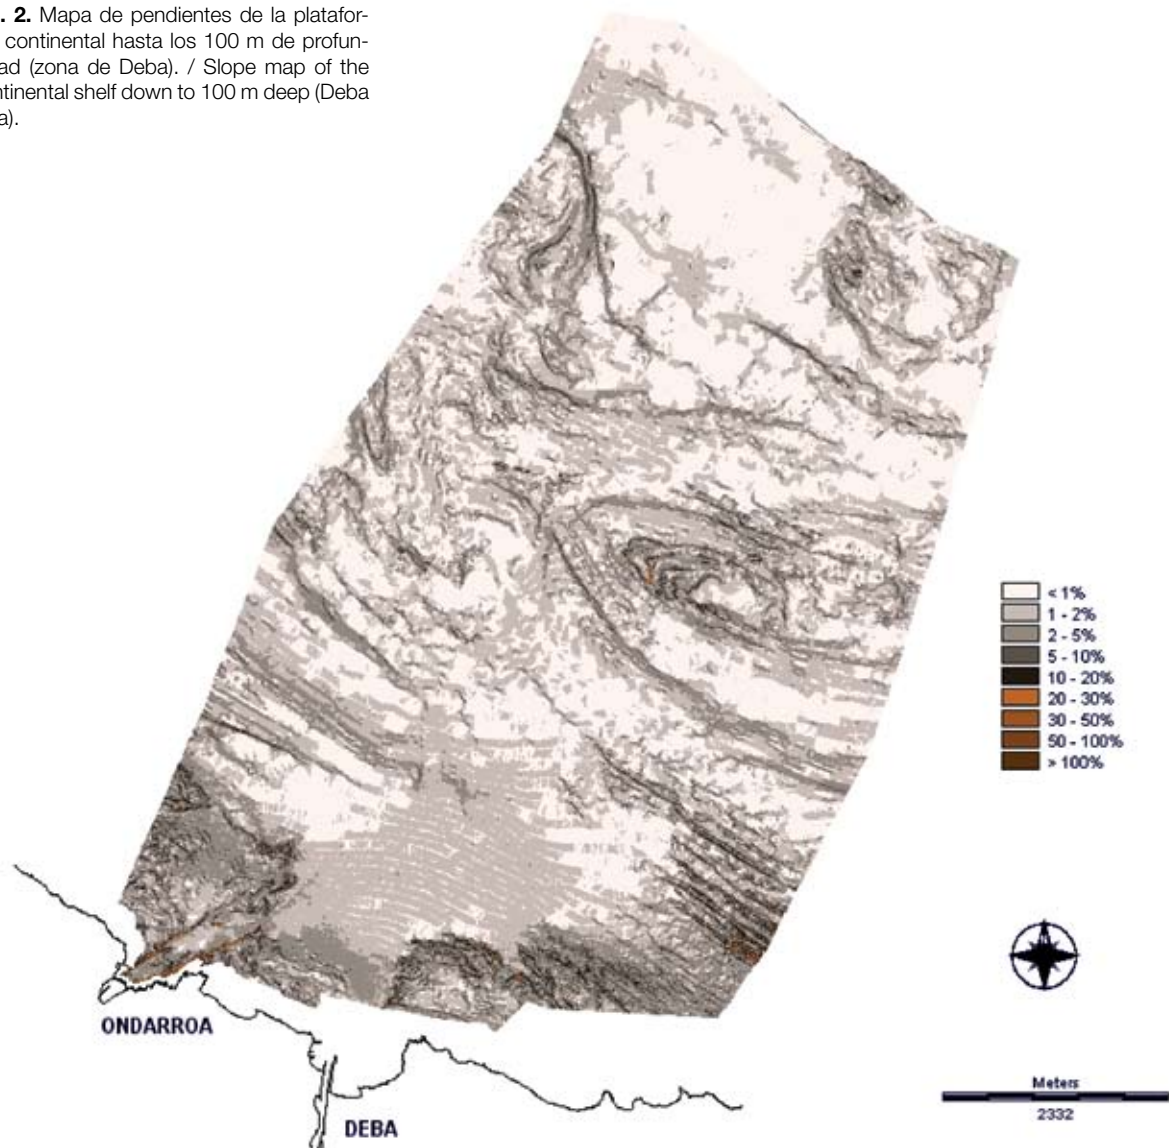 . 2. Mapa de pendientes de la platafor-
continental hasta los 100 m de profun-
ad (zona de Deba). / Slope map of the
ntinental shelf down to 100 m deep (Deba
a).
< 1%
1 - 2%
2 - 5%
5 - 10%
10 - 20%
20 - 30%
30 - 50%
50 - 100%
> 100%
ONDARROA
Meters
2332
DEBA